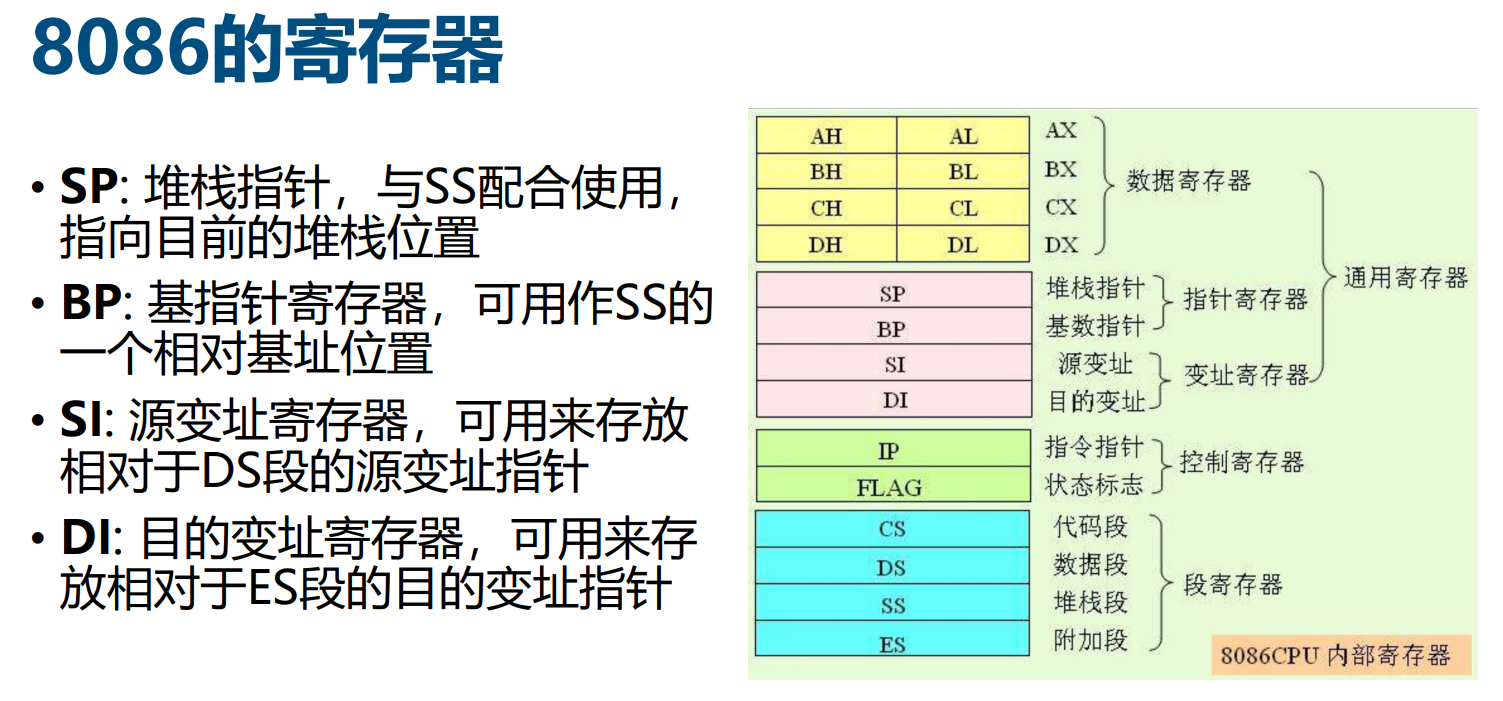 8086的寄存器
• SP: 堆栈指针，与SS配合使用，
指向目前的堆栈位置
• BP: 基指针寄存器，可用作SS的
一个相对基址位置
• SI: 源变址寄存器，可用来存放
相对于DS段的源变址指针
• DI: 目的变址寄存器，可用来存
放相对于ES段的目的变址指针
AH AL AX
BH BL BX
数据寄存器
CH CL CX
DH DL DX
通用寄存器
SP 堆栈指针
指针寄存器
BP 基数指针
SI 源变址
变址寄存器
DI 目的变址
IP 指令指针
控制寄存器
FLAG 状态标志
CS 代码段
DS 数据段
段寄存器
SS 堆栈段
ES 附加段
8086CPU 内部寄存器